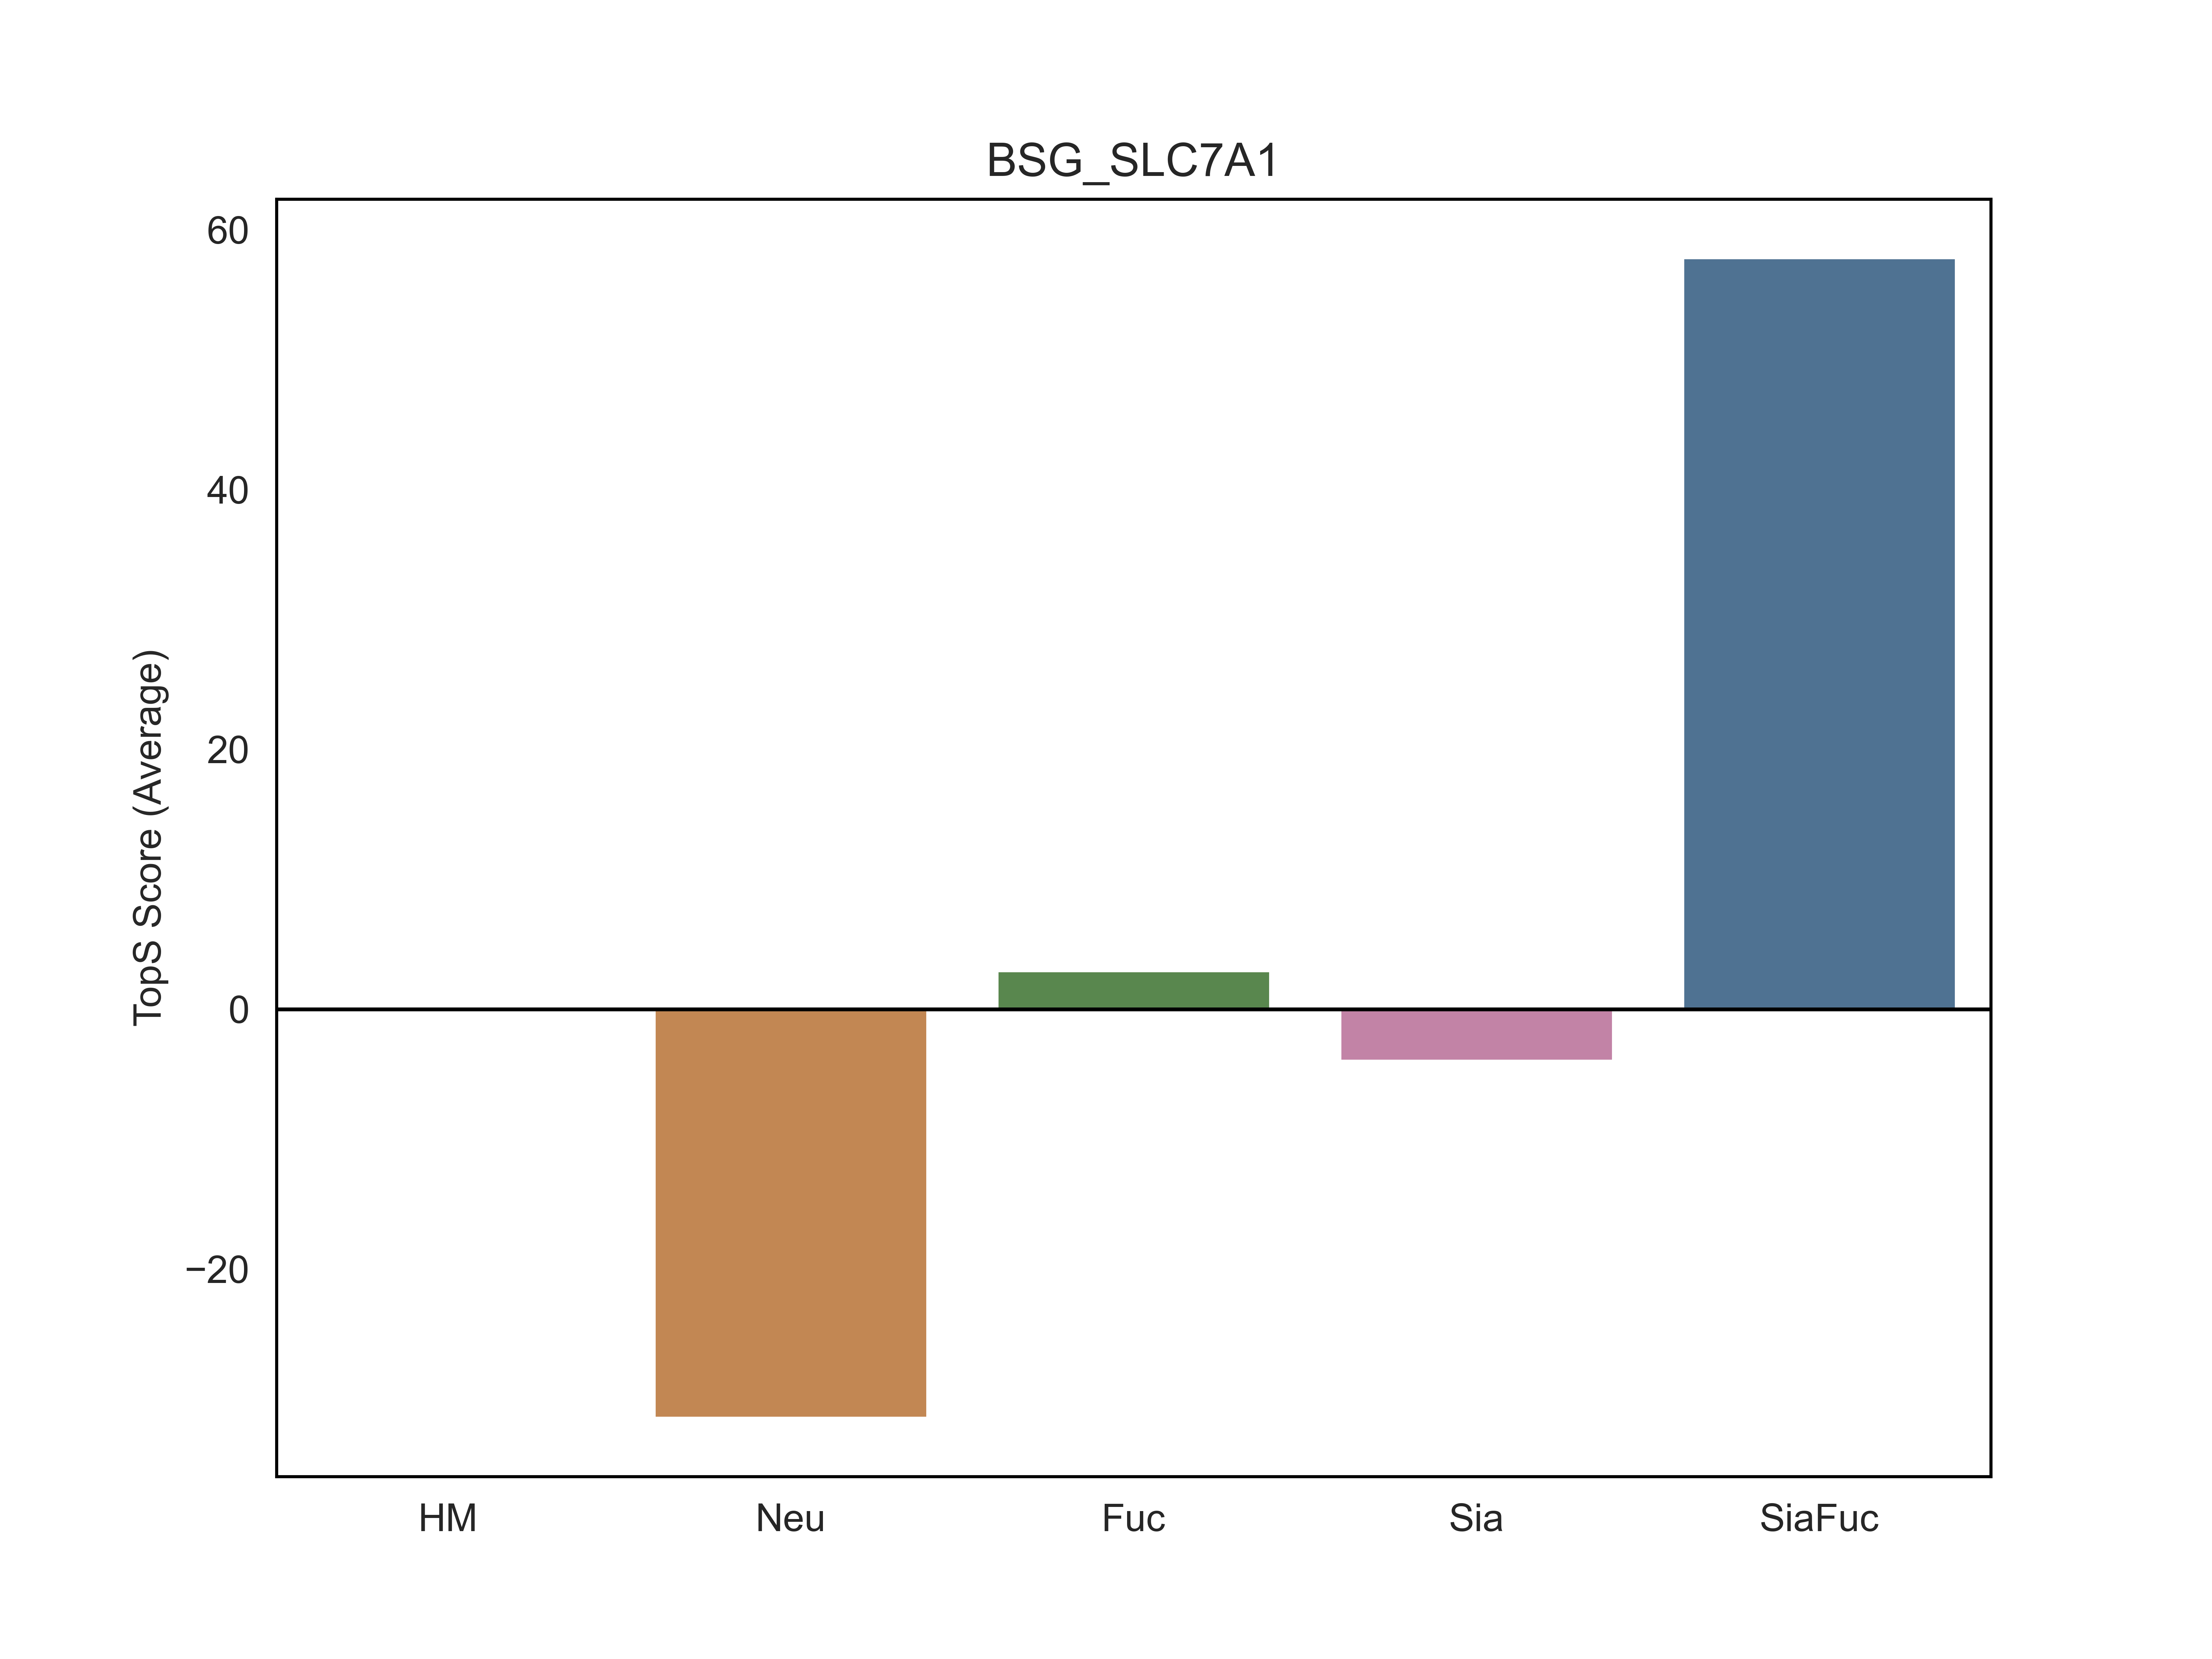 BSG_SLC7A1
60
40
20
0
−20
TopS Score (Average)
HM Neu Fuc Sia SiaFuc